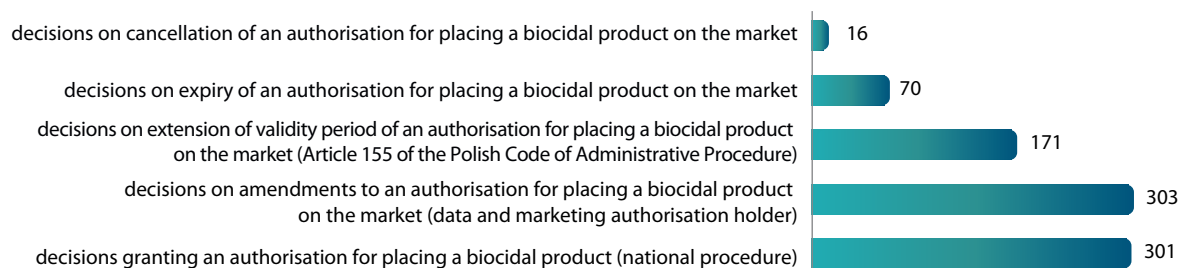 decisions on cancellation of an authorisation for placing a biocidal product on the market 16
decisions on expiry of an authorisation for placing a biocidal product on the market 70
decisions on extension of validity period of an authorisation for placing a biocidal product
on the market (Article 155 of the Polish Code of Administrative Procedure) 171
decisions on amendments to an authorisation for placing a biocidal product
on the market (data and marketing authorisation holder) 303
decisions granting an authorisation for placing a biocidal product (national procedure) 301